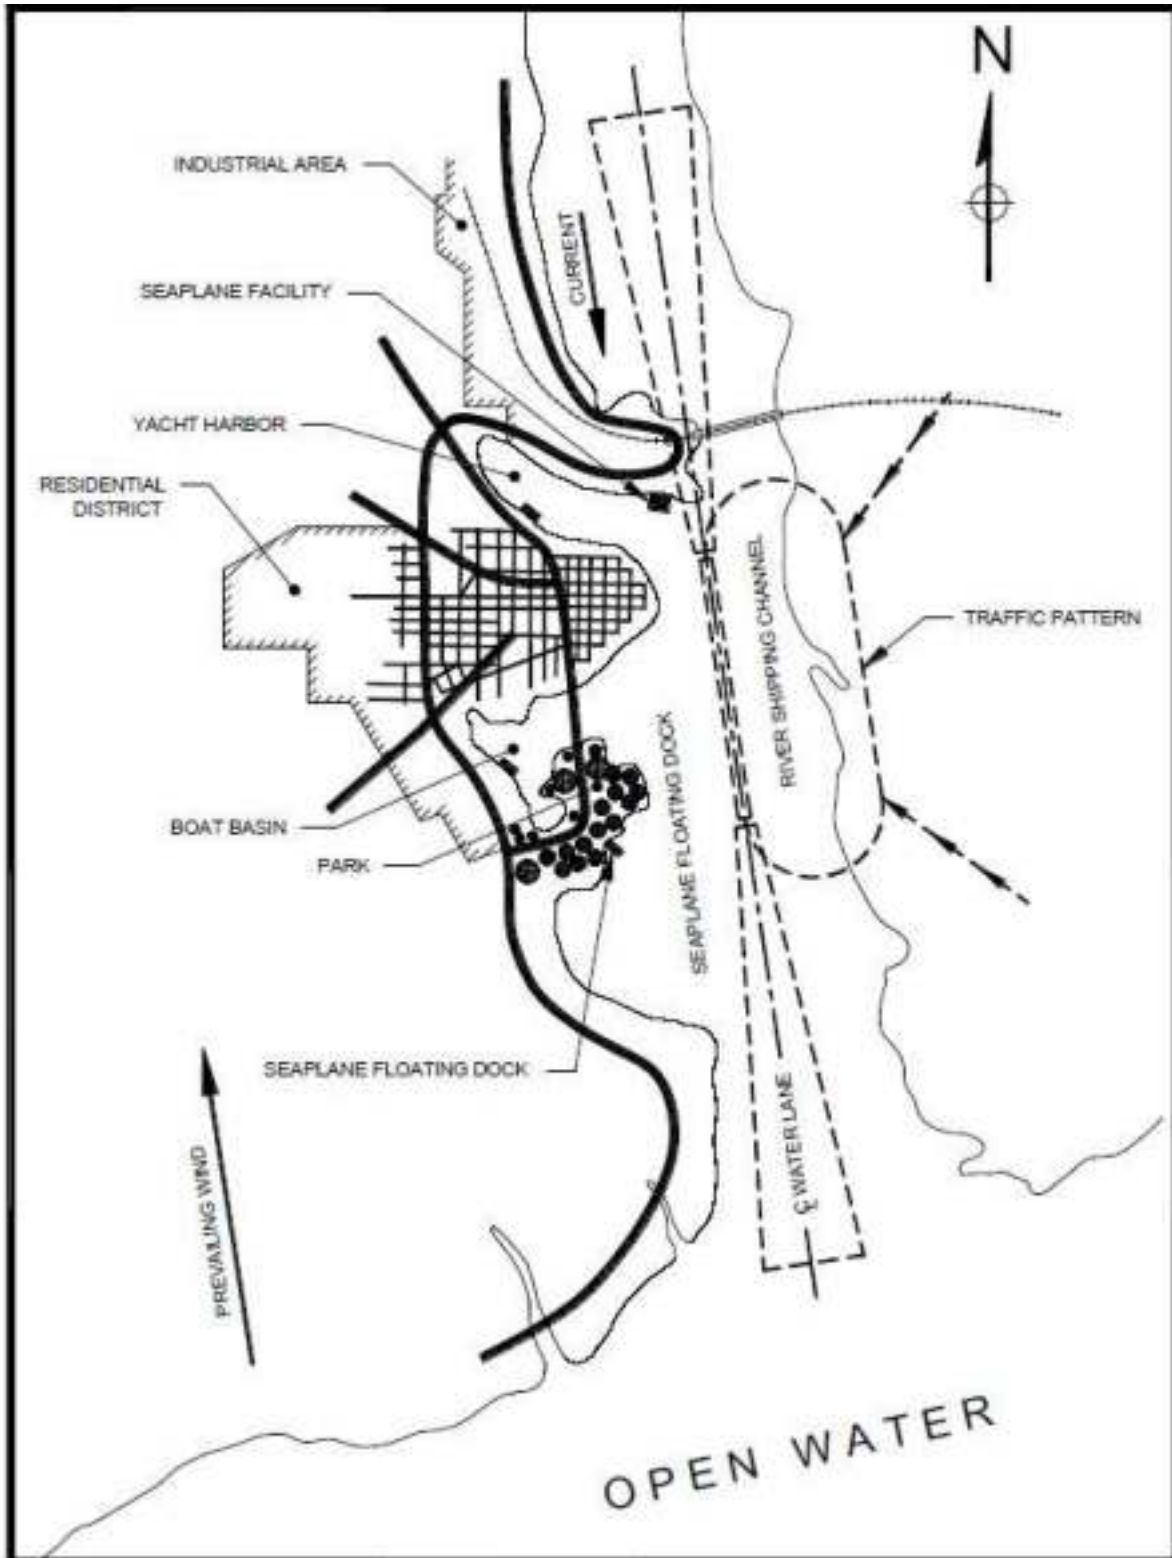 N
INDUSTRIAL AREA
CURRENT
SEAPLANE FACILITY
YACHT HARBOR
RESIDENTIAL
DISTRICT
RIVER SHIPPING CHANNEL
TRAFFIC PATTERN
SEAPLANE FLOATING DOCK
BOAT BASIN
PARK
SEAPLANE FLOATING DOCK
℄ WATER LANE
PREVAILING WIND
OPEN WATER